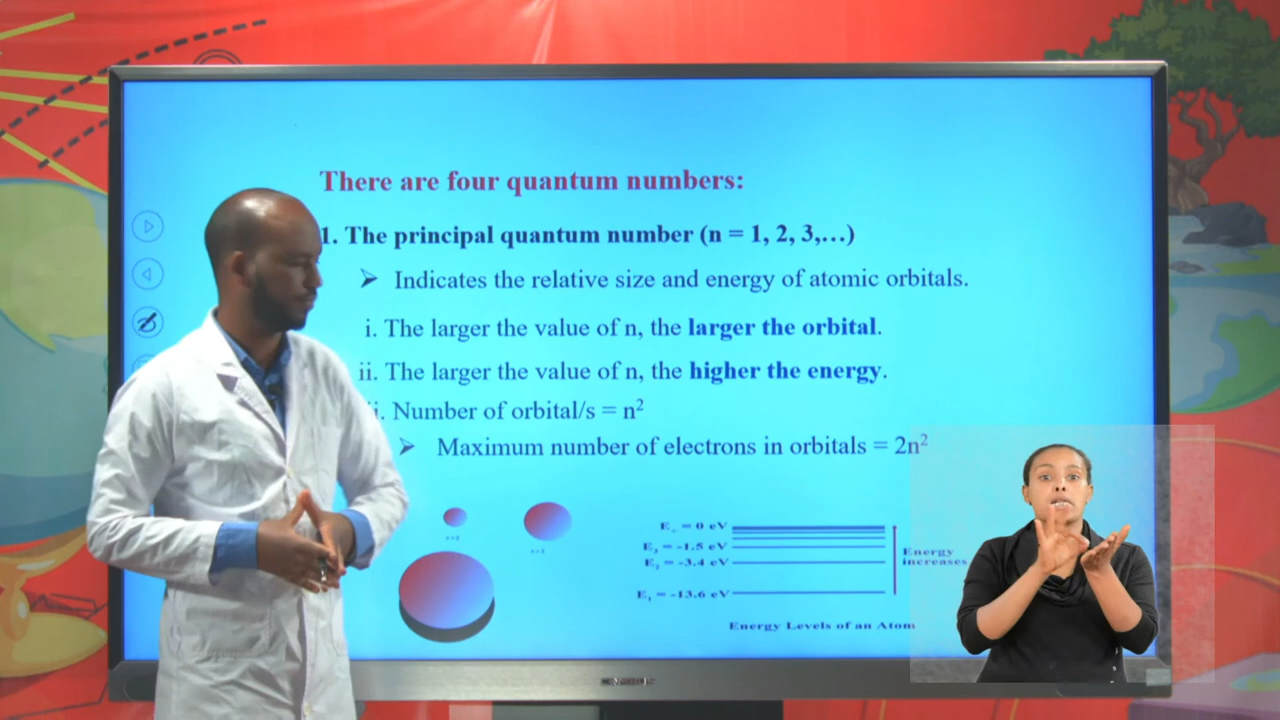 There are four quantum numbers:
1. The principal quantum number (n = 1, 2, 3,…)
➢ Indicates the relative size and energy of atomic orbitals.
i. The larger the value of n, the larger the orbital.
ii. The larger the value of n, the higher the energy.
i. Number of orbital/s = n²
➢ Maximum number of electrons in orbitals = 2n²
E = 0 eV
E₃ = -1.5 eV
E₂ = -3.4 eV
E₁ = -13.6 eV
Energy
increases
Energy Levels of an Atom